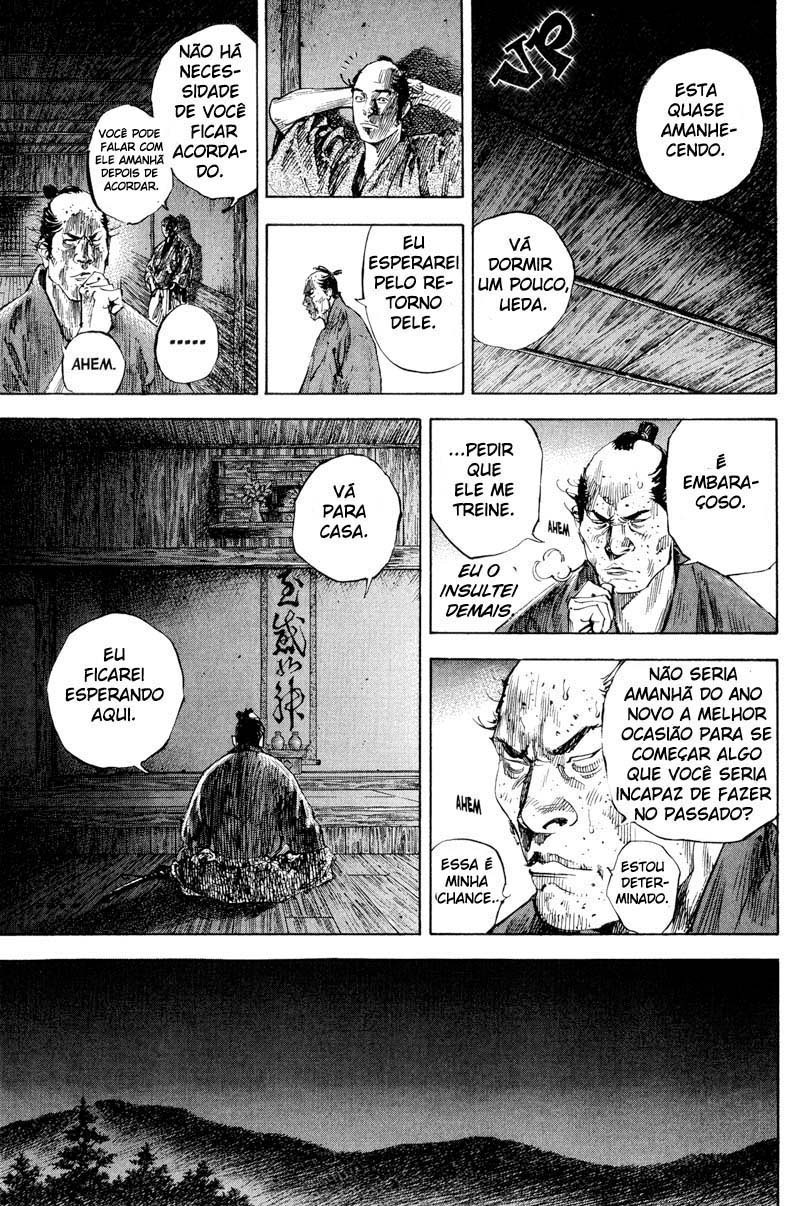 VP
ESTA
QUASE
AMANHE-
CENDO.
VÁ
DORMIR
UM POUCO,
UEDA.
EU
ESPERAREI
PELO RE-
TORNO
DELE.
NÃO HÁ
NECES-
SIDADE
DE VOCÊ
FICAR
ACORDA-
DO.
VOCÊ PODE
FALAR COM
ELE AMANHÃ
DEPOIS DE
ACORDAR.
.....
AHEM.
É
EMBARA-
ÇOSO.
...PEDIR
QUE
ELE ME
TREINE.
AHEM
EU O
INSULTEI
DEMAIS.
NÃO SERIA
AMANHÃ DO ANO
NOVO A MELHOR
OCASIÃO PARA SE
COMEÇAR ALGO
QUE VOCÊ SERIA
INCAPAZ DE FAZER
NO PASSADO?
AHEM
ESTOU
DETER-
MINADO.
ESSA É
MINHA
CHANCE..
VÁ
PARA
CASA.
EU
FICAREI
ESPERANDO
AQUI.